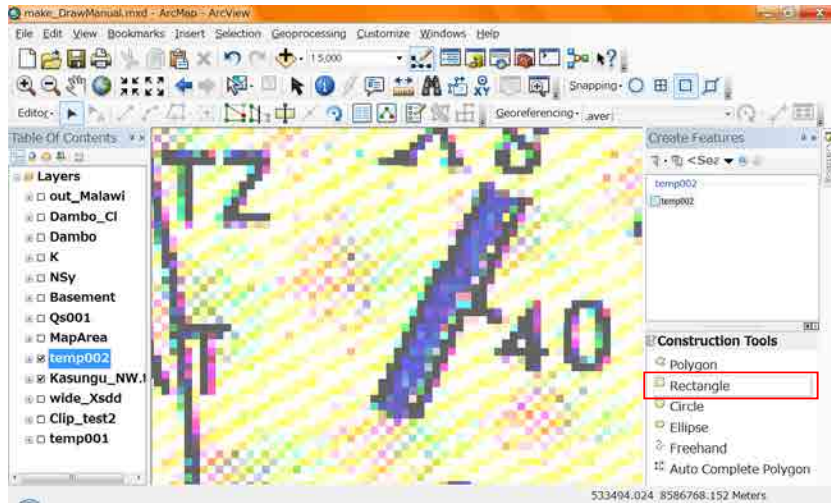 make_DrawManual.mxd - ArcMap - ArcView
File Edit View Bookmarks Insert Selection Geoprocessing Customize Windows Help
1:5,000
Snapping
Editor Georeferencing
Table Of Contents
Layers
out_Malawi
Dambo_Cl
Dambo
K
NSy
Basement
Qs001
MapArea
temp002
Kasungu_NW.
wide_Xsdd
Clip_test2
temp001
TZ
40
Create Features
temp002
temp002
Construction Tools
Polygon
Rectangle
Circle
Ellipse
Freehand
Auto Complete Polygon
533494.024 8586768.152 Meters